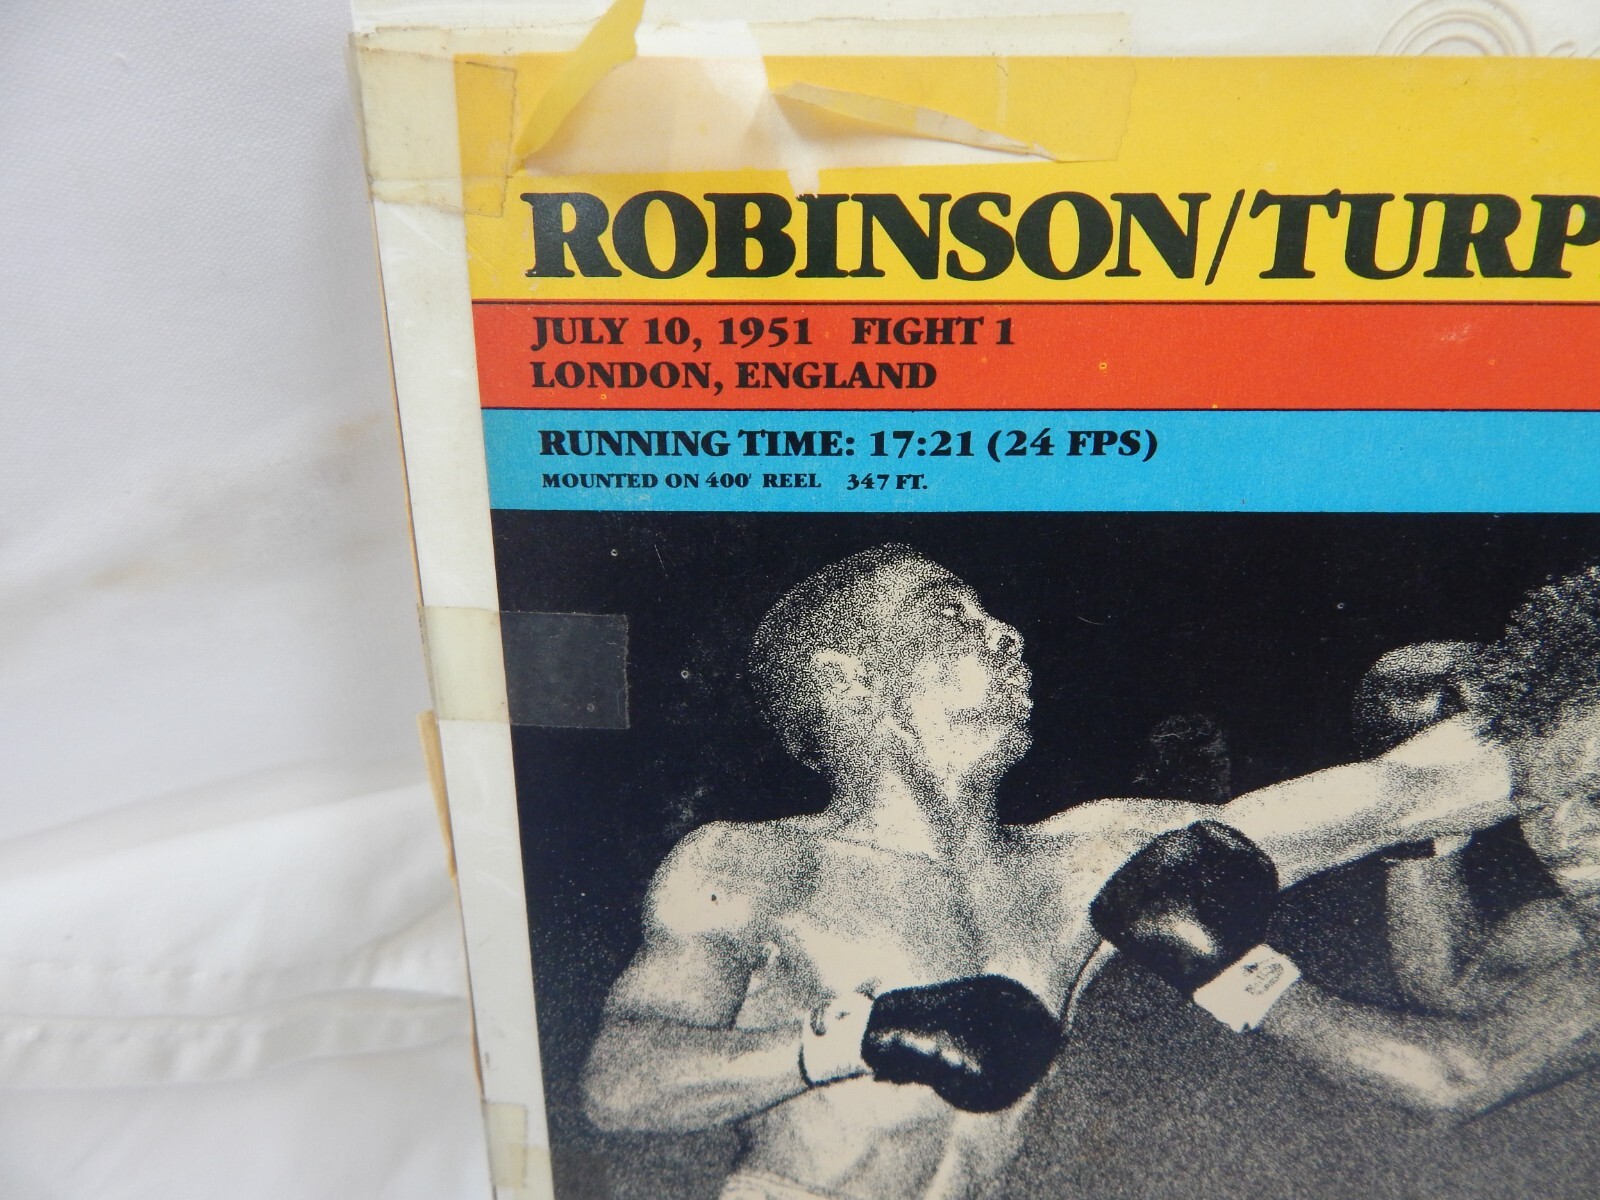 ROBINSON/TURP
JULY 10, 1951 FIGHT 1
LONDON, ENGLAND
RUNNING TIME: 17:21 (24 FPS)
MOUNTED ON 400' REEL 347 FT.